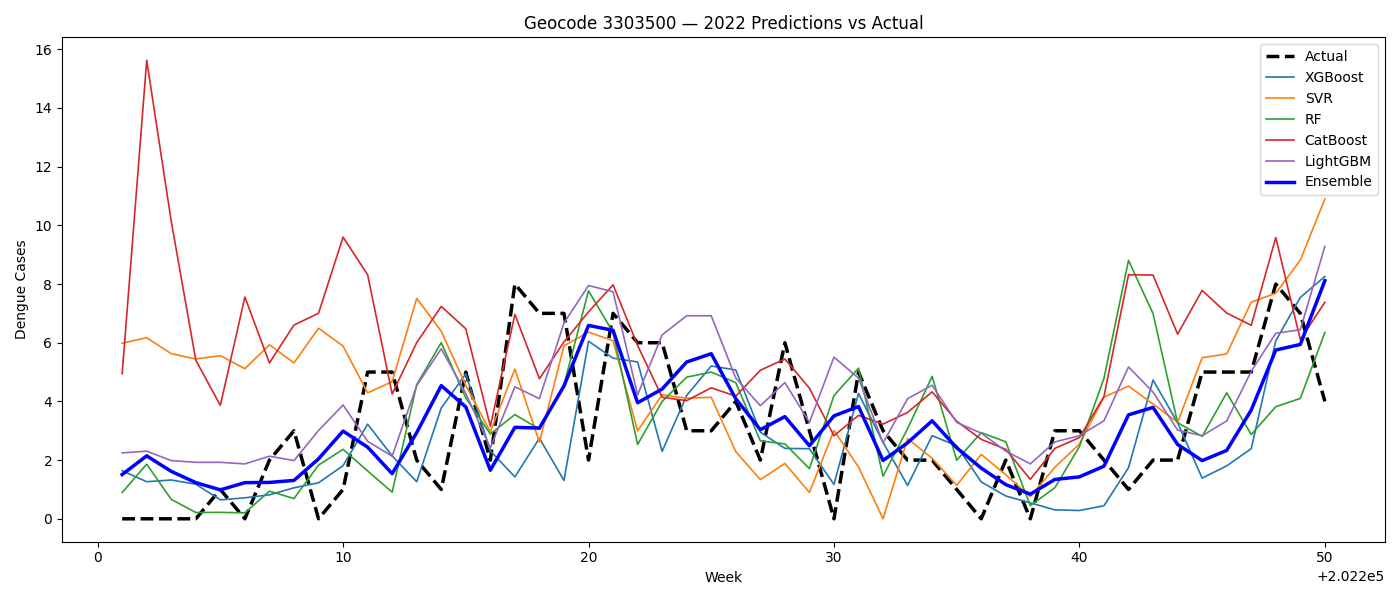 Geocode 3303500 — 2022 Predictions vs Actual
16
14
12
10
8
6
4
2
0
Dengue Cases
Actual
XGBoost
SVR
RF
CatBoost
LightGBM
Ensemble
0 10 20 30 40 50
+2.022e5
Week